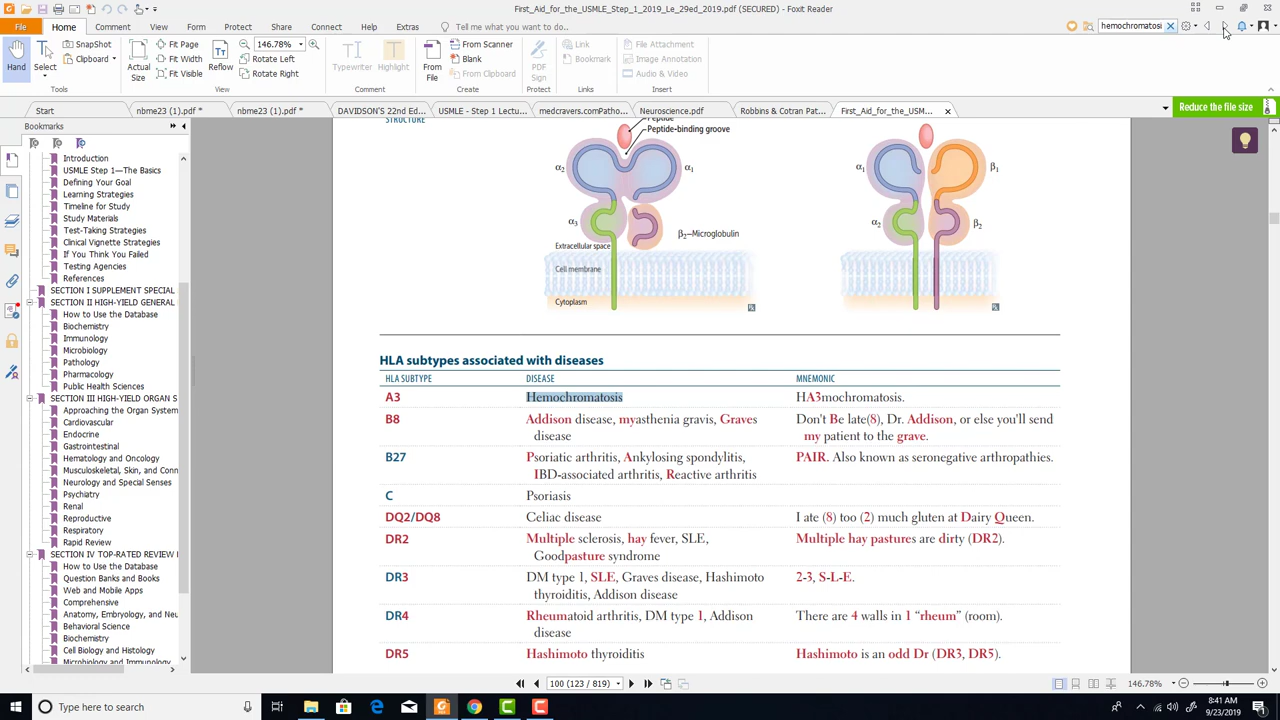 First_Aid_for_the_USMLE_Step_1_2019_Le_29ed_2019.pdf (SECURED) - Foxit Reader
File Home Comment View Form Protect Share Connect Help Extras Tell me what you want to do... hemochromatosi
SnapShot Fit Page 146.78% From Scanner Link File Attachment
Clipboard Fit Width Rotate Left Blank Bookmark Image Annotation
Fit Visible Rotate Right From Clipboard Audio & Video
Hand Select Actual Size Reflow Typewriter Highlight From File PDF Sign
Tools View Comment Create Protect Links Insert
Start nbme23 (1).pdf * nbme23 (1).pdf * DAVIDSON'S 22nd Ed... USMLE - Step 1 Lectu... medcravers.comPatho... Neuroscience.pdf Robbins & Cotran Pat... First_Aid_for_the_USM... Reduce the file size
Bookmarks
Introduction
USMLE Step 1—The Basics
Defining Your Goal
Learning Strategies
Timeline for Study
Study Materials
Test-Taking Strategies
Clinical Vignette Strategies
If You Think You Failed
Testing Agencies
References
SECTION I SUPPLEMENT SPECIAL
SECTION II HIGH-YIELD GENERAL
How to Use the Database
Biochemistry
Immunology
Microbiology
Pathology
Pharmacology
Public Health Sciences
SECTION III HIGH-YIELD ORGAN S
Approaching the Organ System
Cardiovascular
Endocrine
Gastrointestinal
Hematology and Oncology
Musculoskeletal, Skin, and Conn
Neurology and Special Senses
Psychiatry
Renal
Reproductive
Respiratory
Rapid Review
SECTION IV TOP-RATED REVIEW I
How to Use the Database
Question Banks and Books
Web and Mobile Apps
Comprehensive
Anatomy, Embryology, and Neu
Behavioral Science
Biochemistry
Cell Biology and Histology
Microbiology and Immunology
STRUCTURE
Peptide
Peptide-binding groove
α2 α1 α1 β1
α3 β2–Microglobulin α2 β2
Extracellular space
Cell membrane
Cytoplasm
HLA subtypes associated with diseases
HLA SUBTYPE DISEASE MNEMONIC
A3 Hemochromatosis HA3mochromatosis.
B8 Addison disease, myasthenia gravis, Graves Don't Be late(8), Dr. Addison, or else you'll send
disease my patient to the grave.
B27 Psoriatic arthritis, Ankylosing spondylitis, PAIR. Also known as seronegative arthropathies.
IBD-associated arthritis, Reactive arthritis
C Psoriasis
DQ2/DQ8 Celiac disease I ate (8) too (2) much gluten at Dairy Queen.
DR2 Multiple sclerosis, hay fever, SLE, Multiple hay pastures are dirty (DR2).
Goodpasture syndrome
DR3 DM type 1, SLE, Graves disease, Hashimoto 2-3, S-L-E.
thyroiditis, Addison disease
DR4 Rheumatoid arthritis, DM type 1, Addison There are 4 walls in 1 “rheum” (room).
disease
DR5 Hashimoto thyroiditis Hashimoto is an odd Dr (DR3, DR5).
100 (123 / 819) 146.78%
Type here to search
8:41 AM
9/23/2019